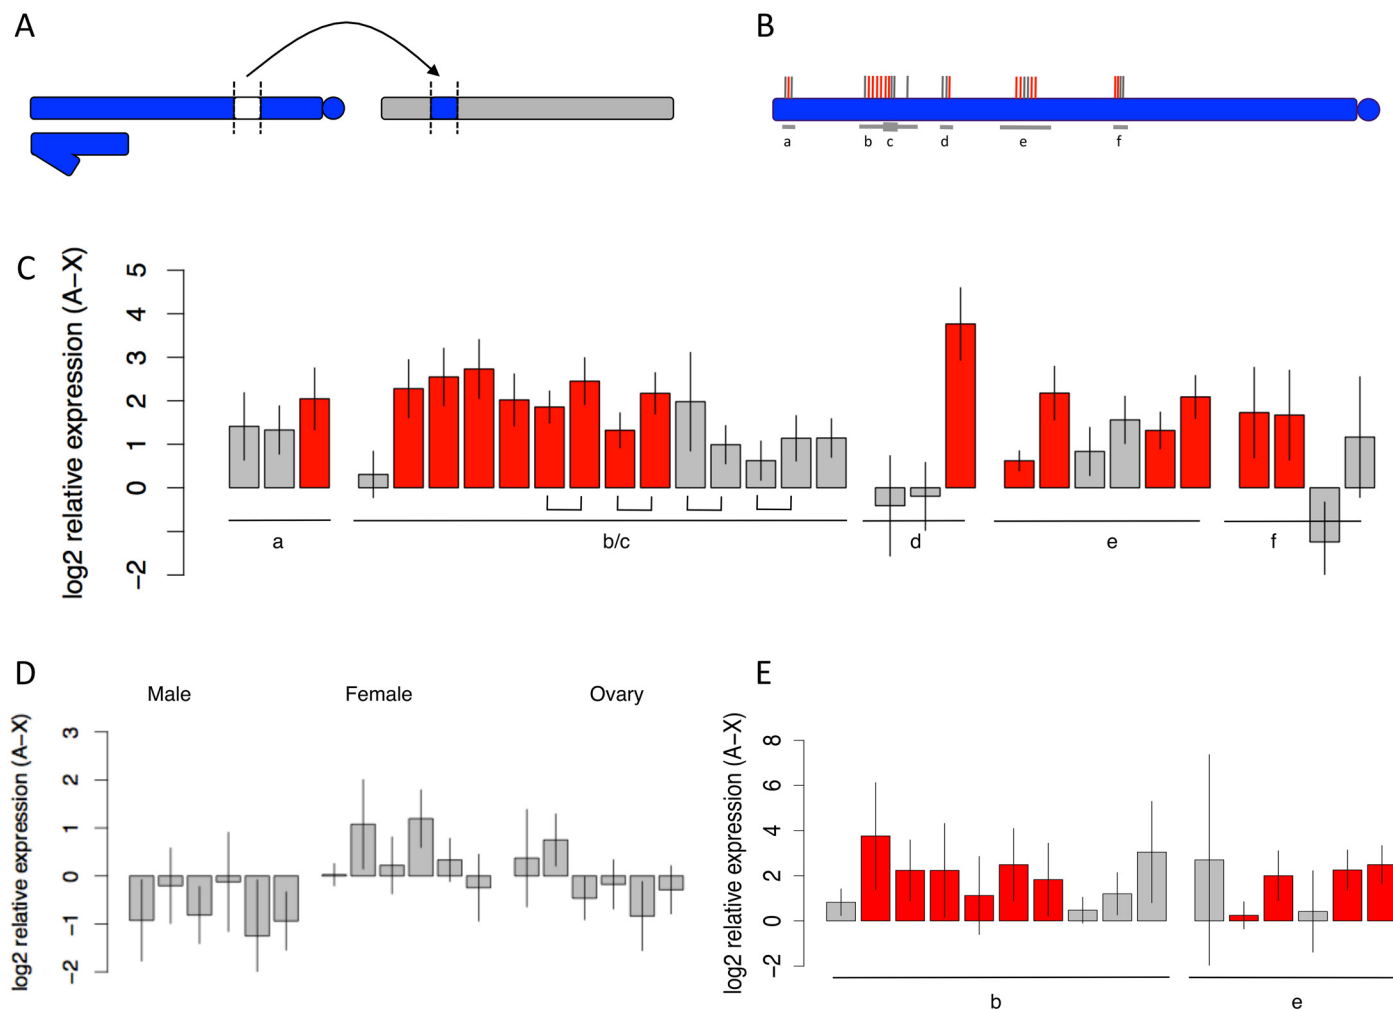 A
B
a b c d e f
C
log2 relative expression (A−X)
5
4
3
2
1
0
−2
a b/c d e f
D
Male Female Ovary
log2 relative expression (A−X)
3
2
1
0
−1
−2
E
log2 relative expression (A−X)
8
6
4
2
0
−2
b e